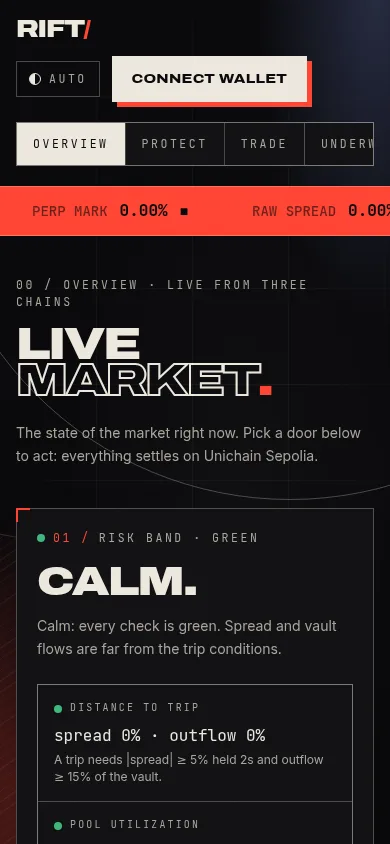 RIFT/
AUTO
CONNECT WALLET
OVERVIEW PROTECT TRADE UNDERW
PERP MARK 0.00% ■ RAW SPREAD 0.00%
00 / OVERVIEW · LIVE FROM THREE
CHAINS
LIVE
MARKET.
The state of the market right now. Pick a door below
to act: everything settles on Unichain Sepolia.
01 / RISK BAND · GREEN
CALM.
Calm: every check is green. Spread and vault
flows are far from the trip conditions.
DISTANCE TO TRIP
spread 0% · outflow 0%
A trip needs |spread| ≥ 5% held 2s and outflow
≥ 15% of the vault.
POOL UTILIZATION